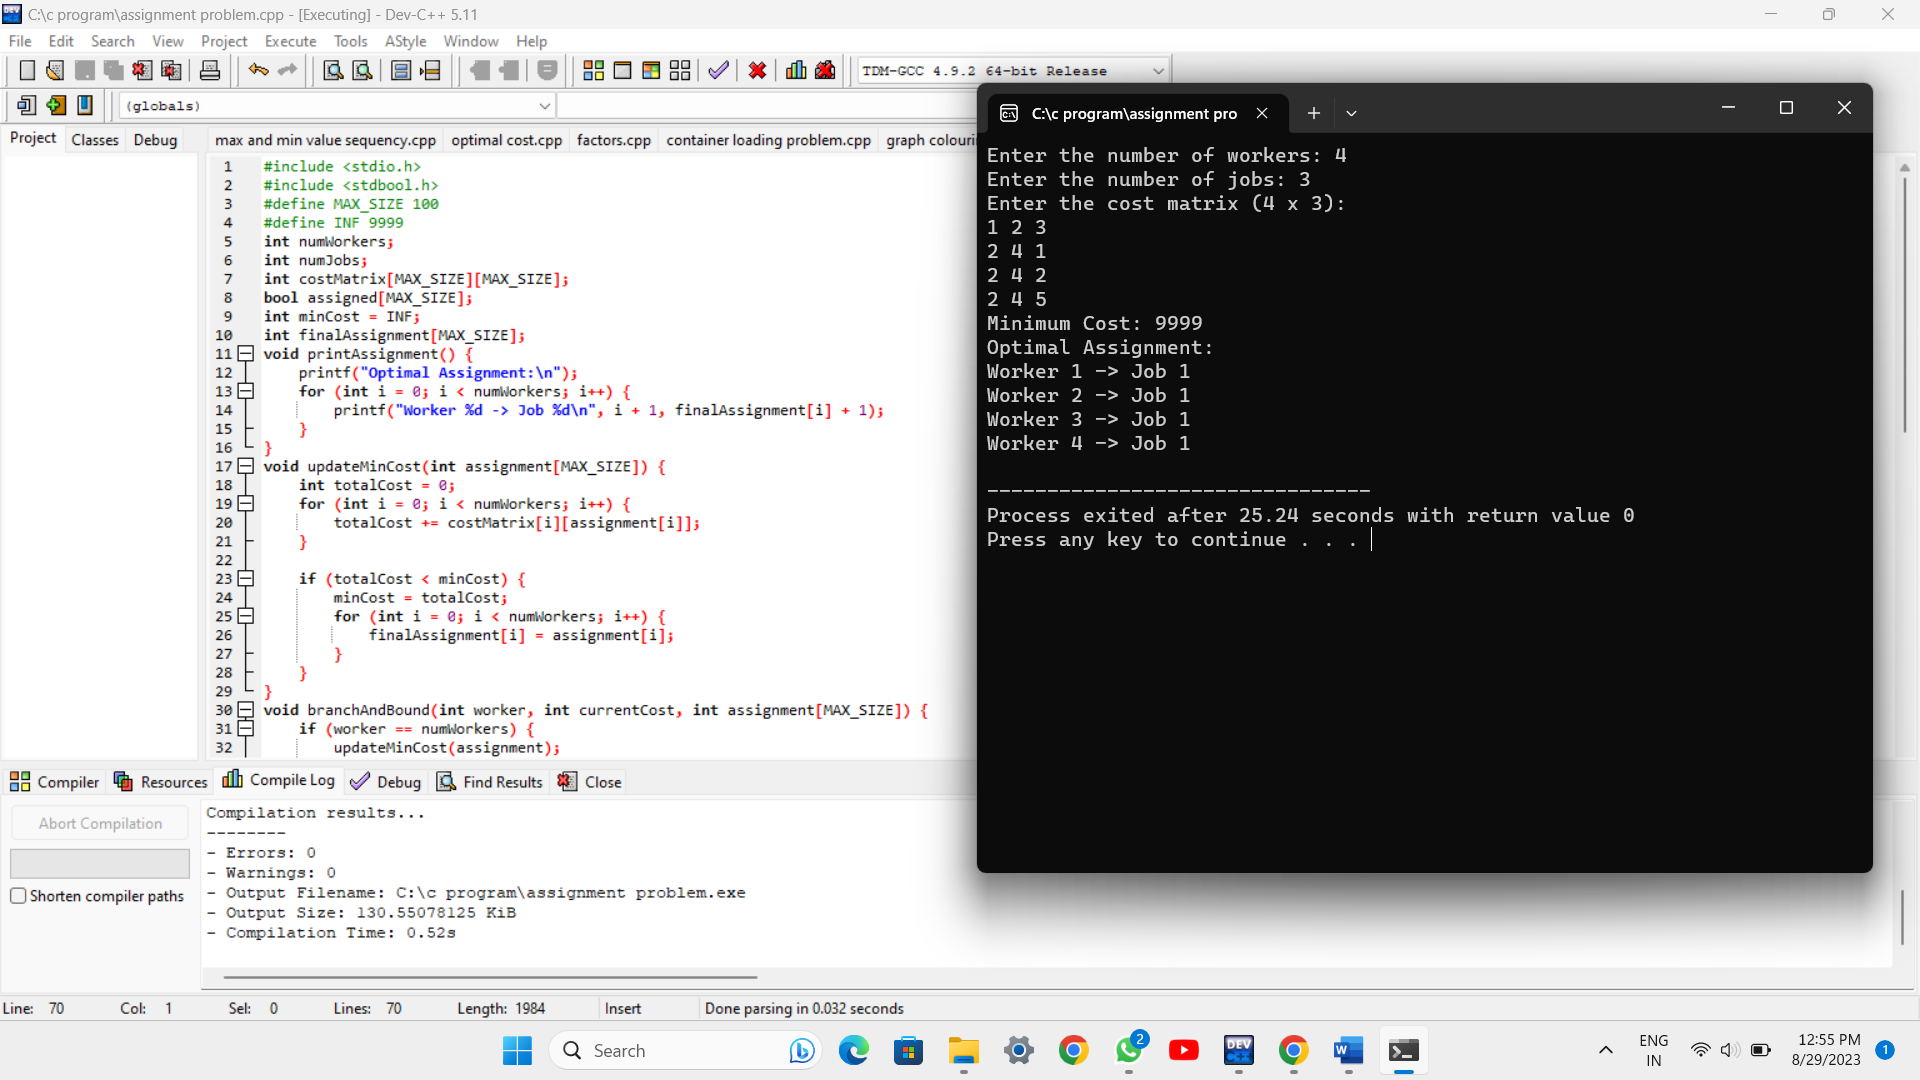 C:\c program\assignment problem.cpp - [Executing] - Dev-C++ 5.11
File Edit Search View Project Execute Tools AStyle Window Help
TDM-GCC 4.9.2 64-bit Release
(globals)
Project Classes Debug
max and min value sequency.cpp optimal cost.cpp factors.cpp container loading problem.cpp graph colouri
1 #include <stdio.h>
2 #include <stdbool.h>
3 #define MAX_SIZE 100
4 #define INF 9999
5 int numWorkers;
6 int numJobs;
7 int costMatrix[MAX_SIZE][MAX_SIZE];
8 bool assigned[MAX_SIZE];
9 int minCost = INF;
10 int finalAssignment[MAX_SIZE];
11 void printAssignment() {
12 printf("Optimal Assignment:\n");
13 for (int i = 0; i < numWorkers; i++) {
14 printf("Worker %d -> Job %d\n", i + 1, finalAssignment[i] + 1);
15 }
16 }
17 void updateMinCost(int assignment[MAX_SIZE]) {
18 int totalCost = 0;
19 for (int i = 0; i < numWorkers; i++) {
20 totalCost += costMatrix[i][assignment[i]];
21 }
22
23 if (totalCost < minCost) {
24 minCost = totalCost;
25 for (int i = 0; i < numWorkers; i++) {
26 finalAssignment[i] = assignment[i];
27 }
28 }
29 }
30 void branchAndBound(int worker, int currentCost, int assignment[MAX_SIZE]) {
31 if (worker == numWorkers) {
32 updateMinCost(assignment);
C:\c program\assignment pro
Enter the number of workers: 4
Enter the number of jobs: 3
Enter the cost matrix (4 x 3):
1 2 3
2 4 1
2 4 2
2 4 5
Minimum Cost: 9999
Optimal Assignment:
Worker 1 -> Job 1
Worker 2 -> Job 1
Worker 3 -> Job 1
Worker 4 -> Job 1
--------------------------------
Process exited after 25.24 seconds with return value 0
Press any key to continue . . .
Compiler Resources Compile Log Debug Find Results Close
Abort Compilation
Shorten compiler paths
Compilation results...
--------
- Errors: 0
- Warnings: 0
- Output Filename: C:\c program\assignment problem.exe
- Output Size: 130.55078125 KiB
- Compilation Time: 0.52s
Line: 70 Col: 1 Sel: 0 Lines: 70 Length: 1984 Insert Done parsing in 0.032 seconds
Search
2
DEV
W
ENG
IN
12:55 PM
8/29/2023
1